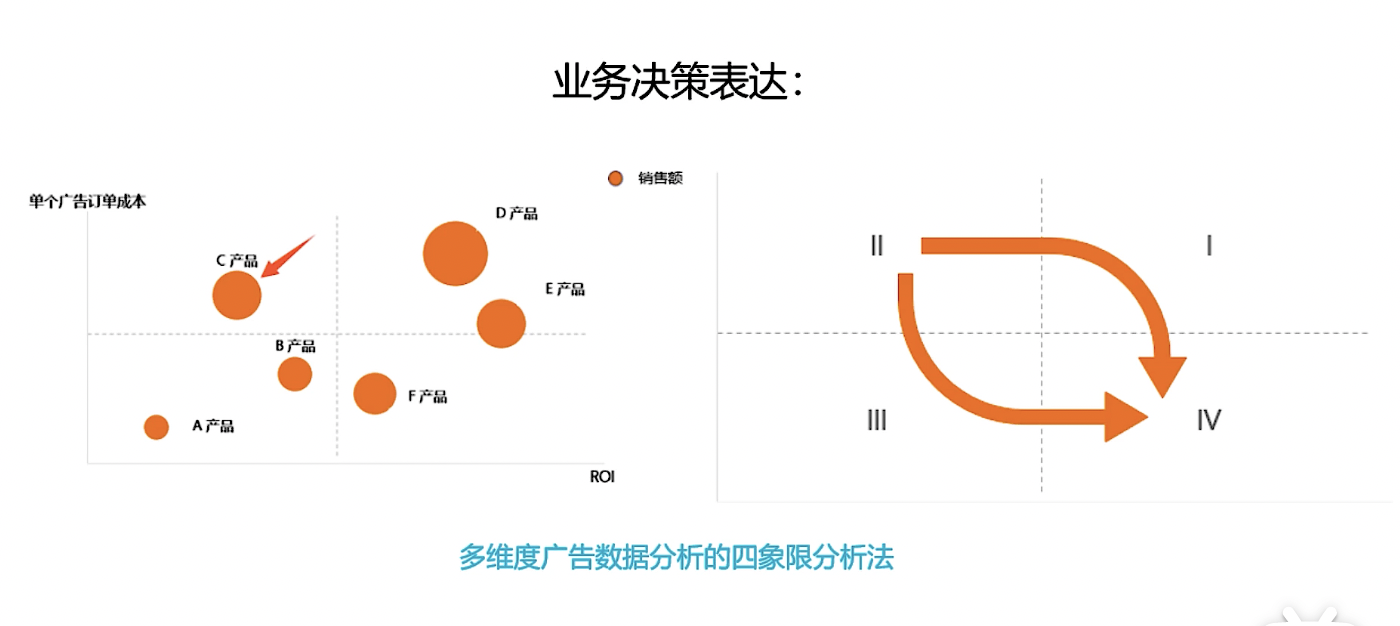 业务决策表达：
销售额
单个广告订单成本
D 产品
C 产品
E 产品
B 产品
F 产品
A 产品
ROI
II
I
III
IV
多维度广告数据分析的四象限分析法